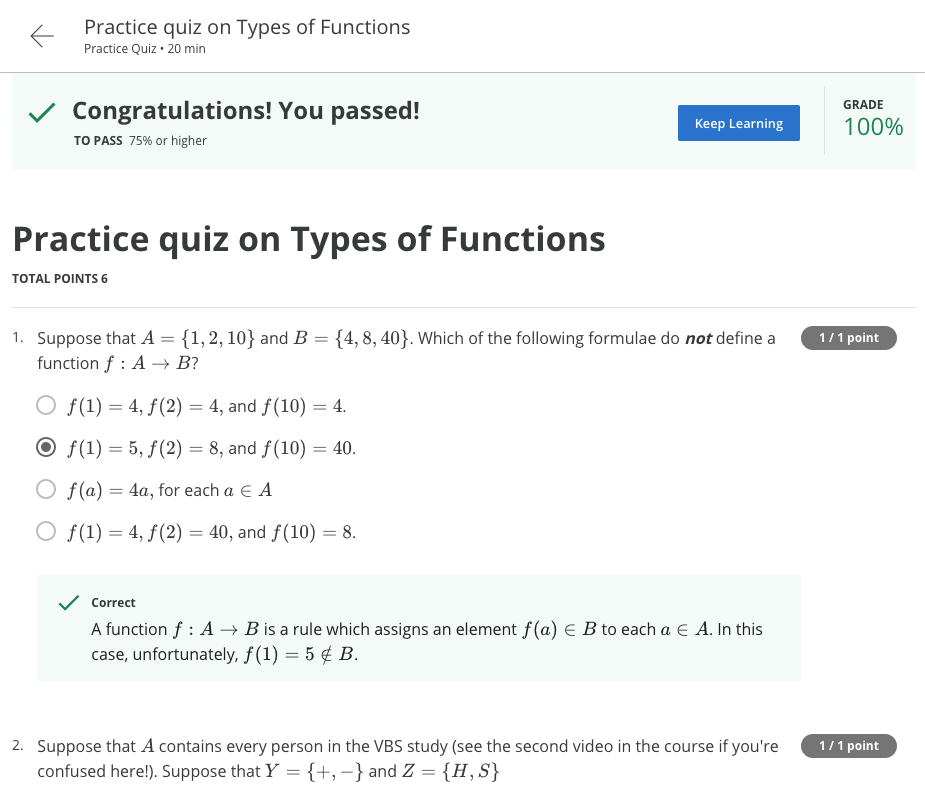 Practice quiz on Types of Functions
Practice Quiz • 20 min
Congratulations! You passed!
TO PASS 75% or higher
Keep Learning
GRADE
100%
Practice quiz on Types of Functions
TOTAL POINTS 6
1. Suppose that A = {1, 2, 10} and B = {4, 8, 40}. Which of the following formulae do not define a
function f : A → B?
1 / 1 point
f(1) = 4, f(2) = 4, and f(10) = 4.
f(1) = 5, f(2) = 8, and f(10) = 40.
f(a) = 4a, for each a ∈ A
f(1) = 4, f(2) = 40, and f(10) = 8.
Correct
A function f : A → B is a rule which assigns an element f(a) ∈ B to each a ∈ A. In this
case, unfortunately, f(1) = 5 ∉ B.
2. Suppose that A contains every person in the VBS study (see the second video in the course if you're
confused here!). Suppose that Y = {+, −} and Z = {H, S}
1 / 1 point